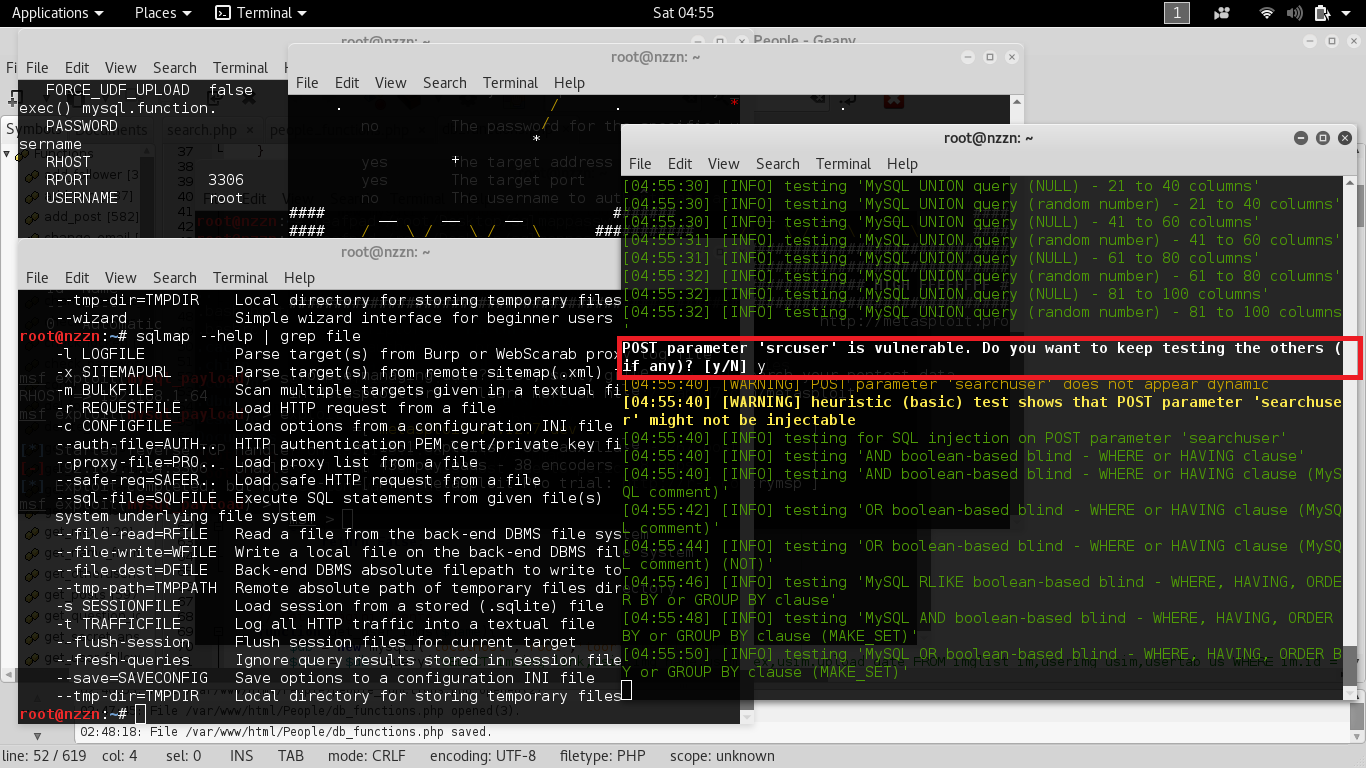 Applications Places Terminal Sat 04:55 1
root@nzzn: ~
People - Geany
root@nzzn: ~
File Edit View Search Terminal
File Edit View Search Terminal Help
FORCE_UDF_UPLOAD false
exec() mysql.function.
PASSWORD no The password for the specified
sername
RHOST yes The target address
RPORT 3306 yes The target port
USERNAME root no The username to
search.php
root@nzzn: ~
File Edit View Search Terminal Help
--tmp-dir=TMPDIR Local directory for storing temporary files
--wizard Simple wizard interface for beginner users
root@nzzn:~# sqlmap --help | grep file
-l LOGFILE Parse target(s) from Burp or WebScarab prox
-x SITEMAPURL Parse target(s) from remote sitemap(.xml)
-m BULKFILE Scan multiple targets given in a textual fi
-r REQUESTFILE Load HTTP request from a file
-c CONFIGFILE Load options from a configuration INI file
--auth-file=AUTH.. HTTP authentication PEM cert/private key fi
--proxy-file=PRO.. Load proxy list from a file
--safe-req=SAFER.. Load safe HTTP request from a file
--sql-file=SQLFILE Execute SQL statements from given file(s)
system underlying file system
--file-read=RFILE Read a file from the back-end DBMS file sys
--file-write=WFILE Write a local file on the back-end DBMS fil
--file-dest=DFILE Back-end DBMS absolute filepath to write to
--tmp-path=TMPPATH Remote absolute path of temporary files dir
-s SESSIONFILE Load session from a stored (.sqlite) file
-t TRAFFICFILE Log all HTTP traffic into a textual file
--flush-session Flush session files for current target
--fresh-queries Ignore query results stored in session file
--save=SAVECONFIG Save options to a configuration INI file
--tmp-dir=TMPDIR Local directory for storing temporary files
root@nzzn:~#
root@nzzn: ~
File Edit View Search Terminal Help
[04:55:30] [INFO] testing 'MySQL UNION query (NULL) - 21 to 40 columns'
[04:55:30] [INFO] testing 'MySQL UNION query (random number) - 21 to 40 columns'
[04:55:30] [INFO] testing 'MySQL UNION query (NULL) - 41 to 60 columns'
[04:55:31] [INFO] testing 'MySQL UNION query (random number) - 41 to 60 columns'
[04:55:31] [INFO] testing 'MySQL UNION query (NULL) - 61 to 80 columns'
[04:55:32] [INFO] testing 'MySQL UNION query (random number) - 61 to 80 columns'
[04:55:32] [INFO] testing 'MySQL UNION query (NULL) - 81 to 100 columns'
[04:55:32] [INFO] testing 'MySQL UNION query (random number) - 81 to 100 columns
'
POST parameter 'srcuser' is vulnerable. Do you want to keep testing the others (
if any)? [y/N] y
[04:55:40] [WARNING] POST parameter 'searchuser' does not appear dynamic
[04:55:40] [WARNING] heuristic (basic) test shows that POST parameter 'searchuse
r' might not be injectable
[04:55:40] [INFO] testing for SQL injection on POST parameter 'searchuser'
[04:55:40] [INFO] testing 'AND boolean-based blind - WHERE or HAVING clause'
[04:55:40] [INFO] testing 'AND boolean-based blind - WHERE or HAVING clause (MyS
QL comment)'
[04:55:42] [INFO] testing 'OR boolean-based blind - WHERE or HAVING clause (MySQ
L comment)'
[04:55:44] [INFO] testing 'OR boolean-based blind - WHERE or HAVING clause (MySQ
L comment) (NOT)'
[04:55:46] [INFO] testing 'MySQL RLIKE boolean-based blind - WHERE, HAVING, ORDE
R BY or GROUP BY clause'
[04:55:48] [INFO] testing 'MySQL AND boolean-based blind - WHERE, HAVING, ORDER
BY or GROUP BY clause (MAKE_SET)'
[04:55:50] [INFO] testing 'MySQL OR boolean-based blind - WHERE, HAVING, ORDER B
Y or GROUP BY clause (MAKE_SET)'
File /var/www/html/People/db_functions.php opened(3).
02:48:18: File /var/www/html/People/db_functions.php saved.
line: 52 / 619 col: 4 sel: 0 INS TAB mode: CRLF encoding: UTF-8 filetype: PHP scope: unknown